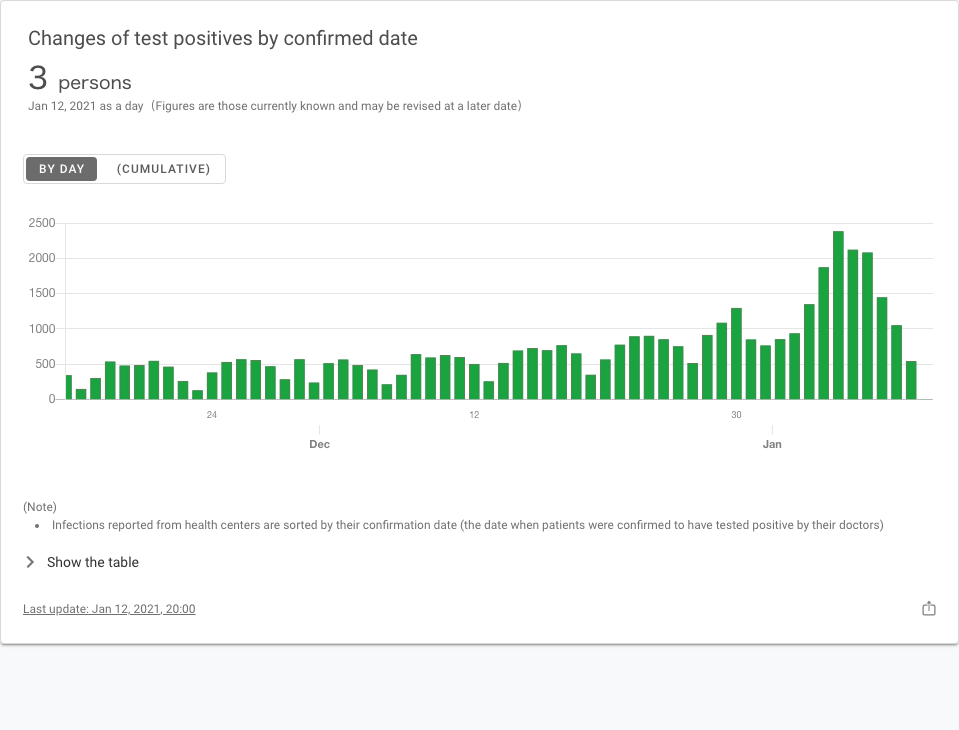 Changes of test positives by confirmed date
3 persons
Jan 12, 2021 as a day (Figures are those currently known and may be revised at a later date)
BY DAY (CUMULATIVE)
2500
2000
1500
1000
500
0
24 12 30
Dec Jan
(Note)
• Infections reported from health centers are sorted by their confirmation date (the date when patients were confirmed to have tested positive by their doctors)
Show the table
Last update: Jan 12, 2021, 20:00